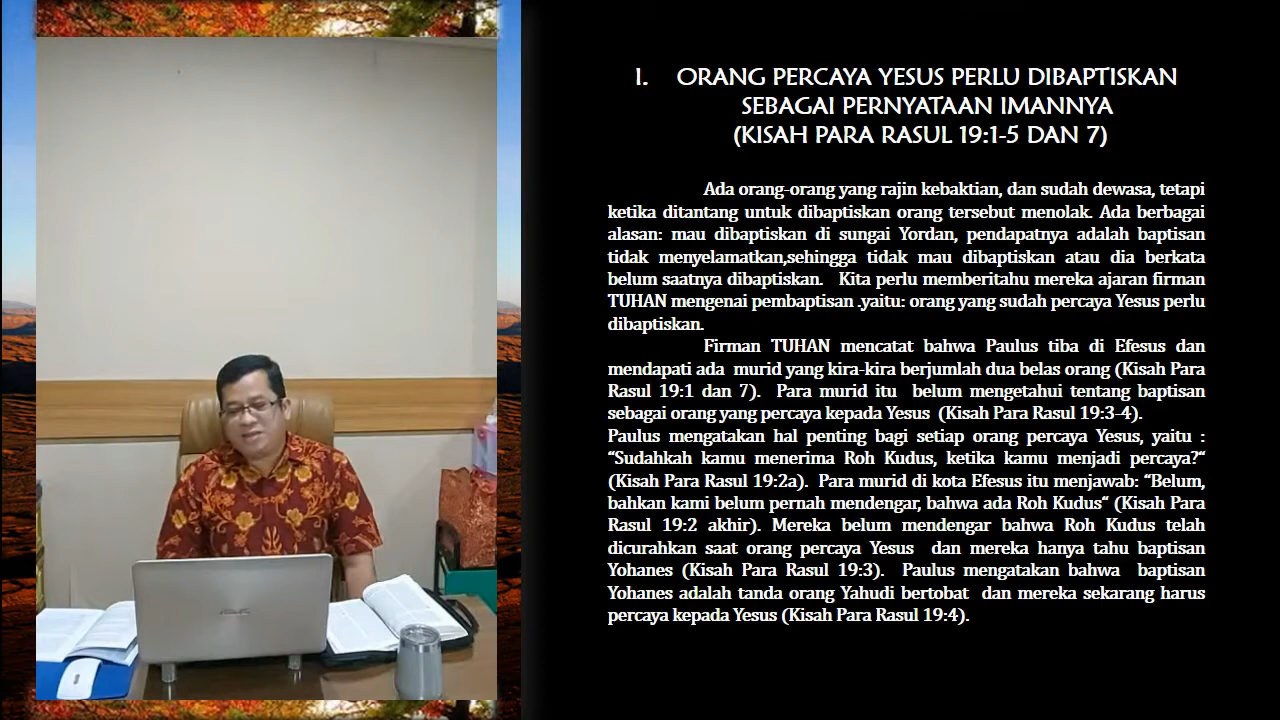 I. ORANG PERCAYA YESUS PERLU DIBAPTISKAN
SEBAGAI PERNYATAAN IMANNYA
(KISAH PARA RASUL 19:1-5 DAN 7)
Ada orang-orang yang rajin kebaktian, dan sudah dewasa, tetapi
ketika ditantang untuk dibaptiskan orang tersebut menolak. Ada berbagai
alasan: mau dibaptiskan di sungai Yordan, pendapatnya adalah baptisan
tidak menyelamatkan,sehingga tidak mau dibaptiskan atau dia berkata
belum saatnya dibaptiskan. Kita perlu memberitahu mereka ajaran firman
TUHAN mengenai pembaptisan .yaitu: orang yang sudah percaya Yesus perlu
dibaptiskan.
Firman TUHAN mencatat bahwa Paulus tiba di Efesus dan
mendapati ada murid yang kira-kira berjumlah dua belas orang (Kisah Para
Rasul 19:1 dan 7). Para murid itu belum mengetahui tentang baptisan
sebagai orang yang percaya kepada Yesus (Kisah Para Rasul 19:3-4).
Paulus mengatakan hal penting bagi setiap orang percaya Yesus, yaitu :
“Sudahkah kamu menerima Roh Kudus, ketika kamu menjadi percaya?“
(Kisah Para Rasul 19:2a). Para murid di kota Efesus itu menjawab: “Belum,
bahkan kami belum pernah mendengar, bahwa ada Roh Kudus“ (Kisah Para
Rasul 19:2 akhir). Mereka belum mendengar bahwa Roh Kudus telah
dicurahkan saat orang percaya Yesus dan mereka hanya tahu baptisan
Yohanes (Kisah Para Rasul 19:3). Paulus mengatakan bahwa baptisan
Yohanes adalah tanda orang Yahudi bertobat dan mereka sekarang harus
percaya kepada Yesus (Kisah Para Rasul 19:4).